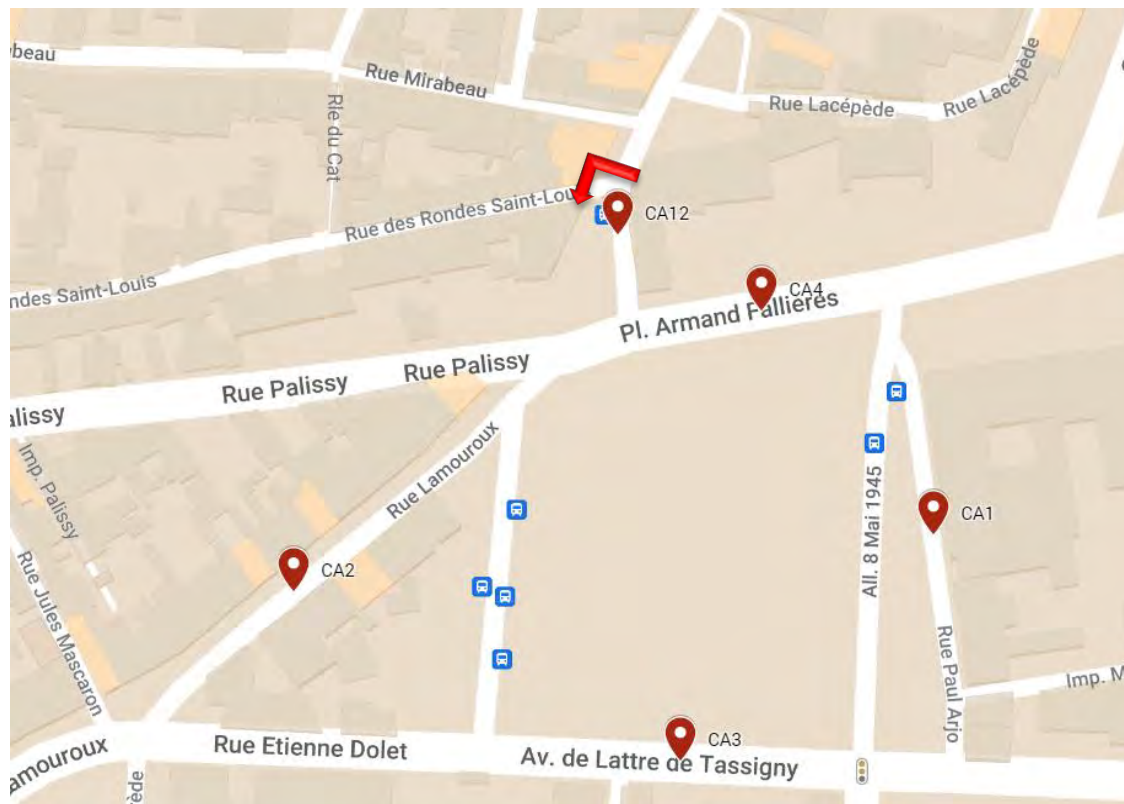 beau
Rue Mirabeau
Rle du Cat
Rue Lacépède
Rue Lacépède
Rue des Rondes Saint-Lou
CA12
ndes Saint-Louis
CA4
Pl. Armand Fallières
Rue Palissy
Rue Palissy
alissy
Imp. Palissy
Rue Lamouroux
All. 8 Mai 1945
CA1
CA2
Rue Jules Mascaron
Rue Paul Arjo
Imp. M
CA3
Rue Etienne Dolet
Av. de Lattre de Tassigny
amouroux
ède